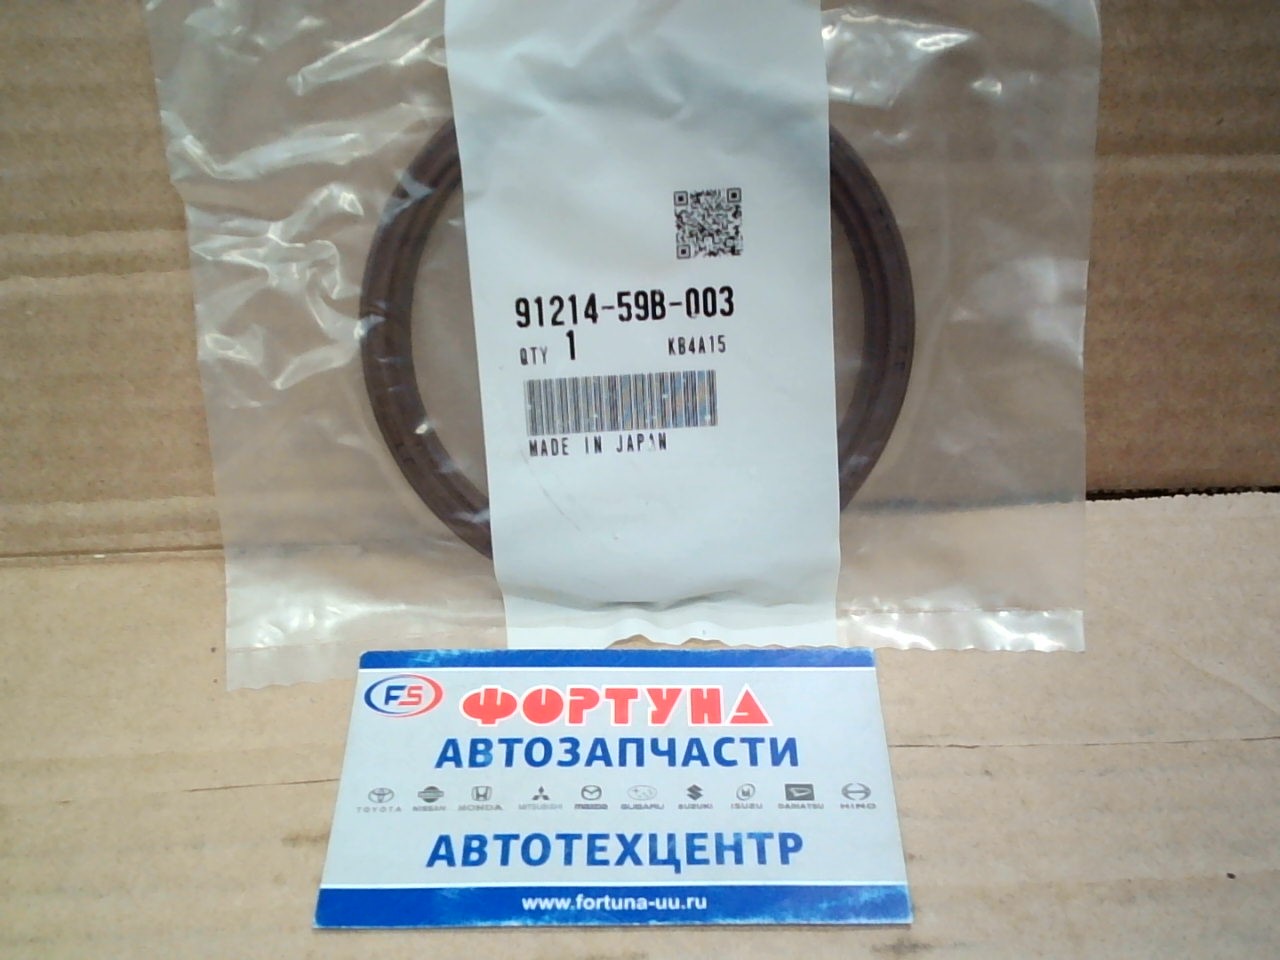 91214-59B-003
QTY 1 KB4A15
MADE IN JAPAN
FS ФОРТУНА
АВТОЗАПЧАСТИ
TOYOTA NISSAN HONDA MITSUBISHI MAZDA SUBARU SUZUKI ISUZU DAIHATSU HINO
АВТОТЕХЦЕНТР
www.fortuna-uu.ru